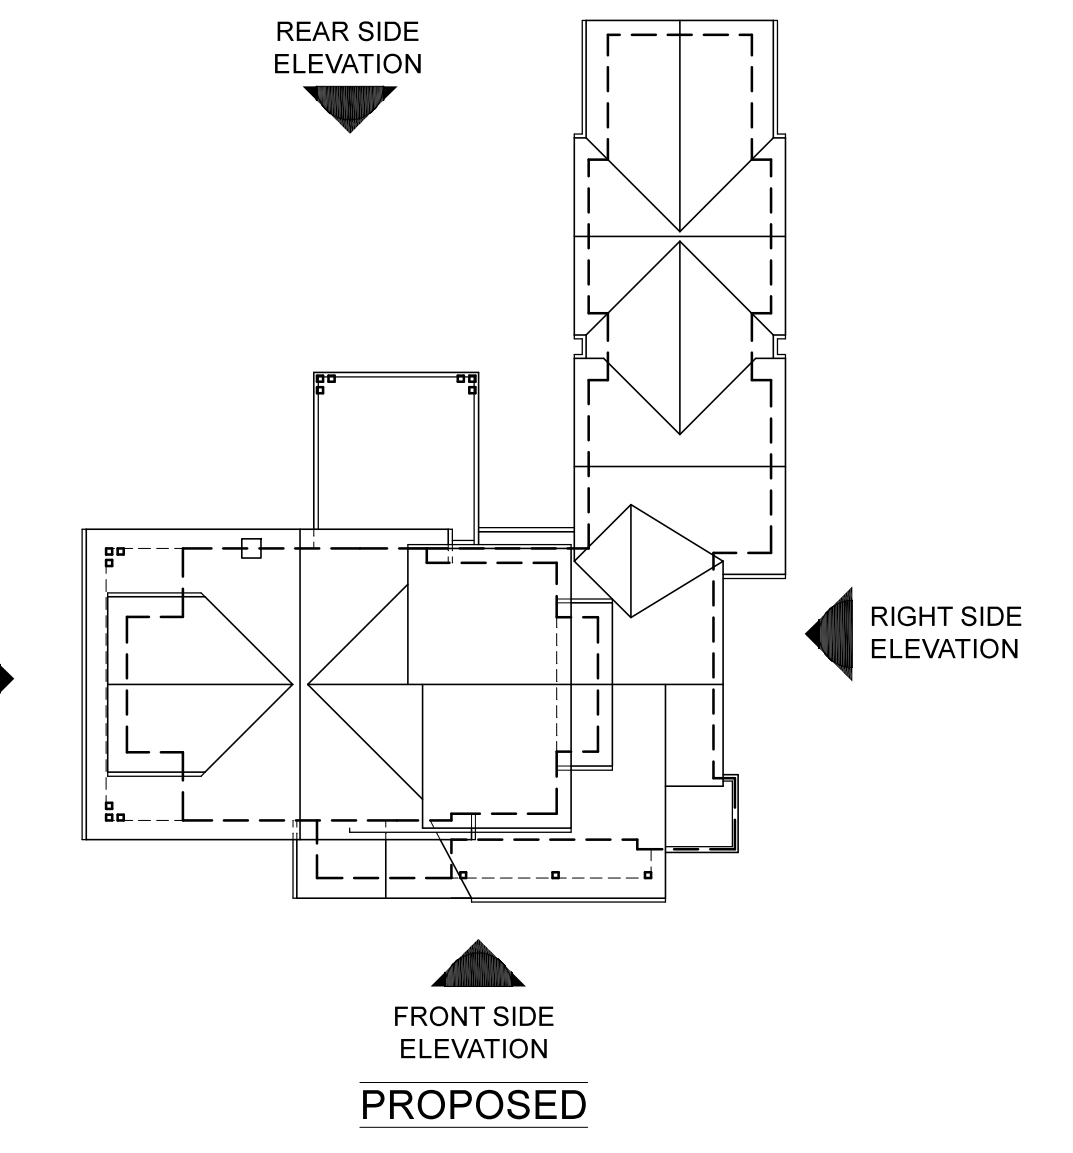 REAR SIDE
ELEVATION
RIGHT SIDE
ELEVATION
FRONT SIDE
ELEVATION
PROPOSED